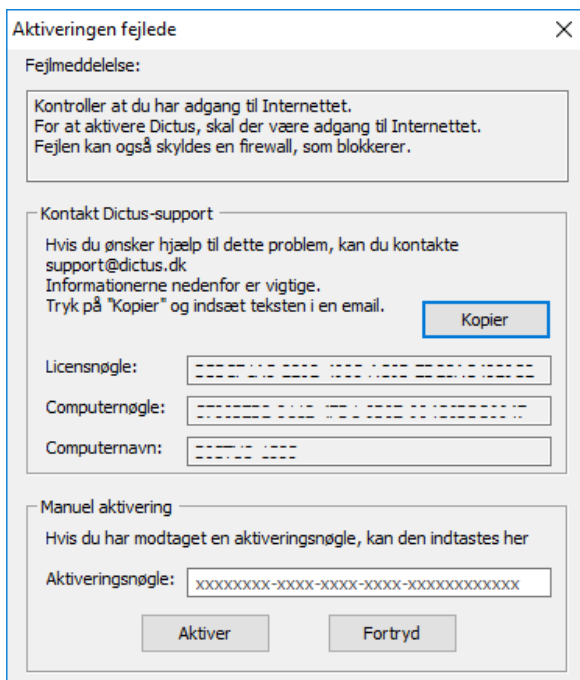 Aktiveringen fejlede
Fejlmeddelelse:
Kontroller at du har adgang til Internettet.
For at aktivere Dictus, skal der være adgang til Internettet.
Fejlen kan også skyldes en firewall, som blokkerer.
Kontakt Dictus-support
Hvis du ønsker hjælp til dette problem, kan du kontakte
support@dictus.dk
Informationerne nedenfor er vigtige.
Tryk på "Kopier" og indsæt teksten i en email.
Kopier
Licensnøgle:
Computernøgle:
Computernavn:
Manuel aktivering
Hvis du har modtaget en aktiveringsnøgle, kan den indtastes her
Aktiveringsnøgle: xxxxxxxx-xxxx-xxxx-xxxx-xxxxxxxxxxxx
Aktiver Fortryd